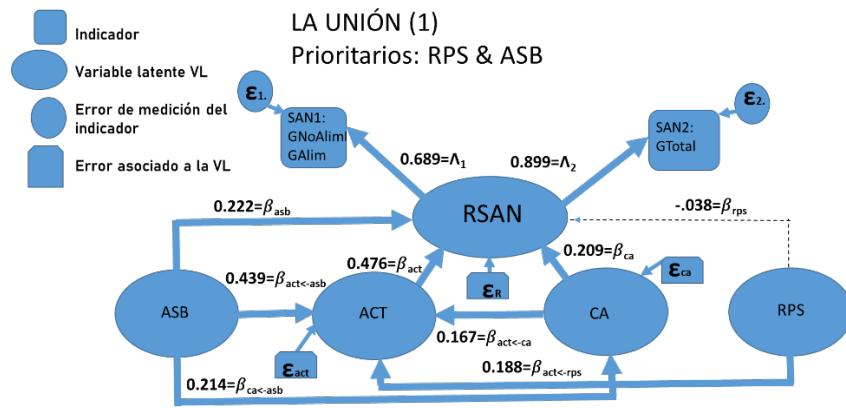 LA UNIÓN (1)
Prioritarios: RPS & ASB
Indicador
Variable latente VL
Error de medición del
indicador
Error asociado a la VL
ε1.
SAN1:
GNoAliml
GAlim
ε2.
SAN2:
GTotal
0.689=Λ1
0.899=Λ2
RSAN
0.222=βasb
-.038=βrps
0.476=βact
0.209=βca
0.439=βact<-asb
εR
εca
ASB
ACT
CA
RPS
0.167=βact<-ca
εact
0.188=βact<-rps
0.214=βca<-asb